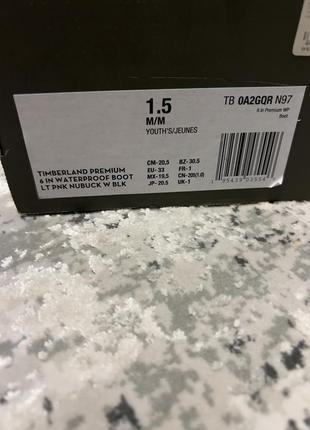 1.5
M/M
YOUTH'S/JEUNES
TB 0A2GQR N97
6 In Premium WP
Boot
TIMBERLAND PREMIUM
6 IN WATERPROOF BOOT
LT PNK NUBUCK W BLK
CM-20.5 BZ-30.5
EU-33 FR-1
MX-19.5 CN-200(1.0)
JP-20.5 UK-1